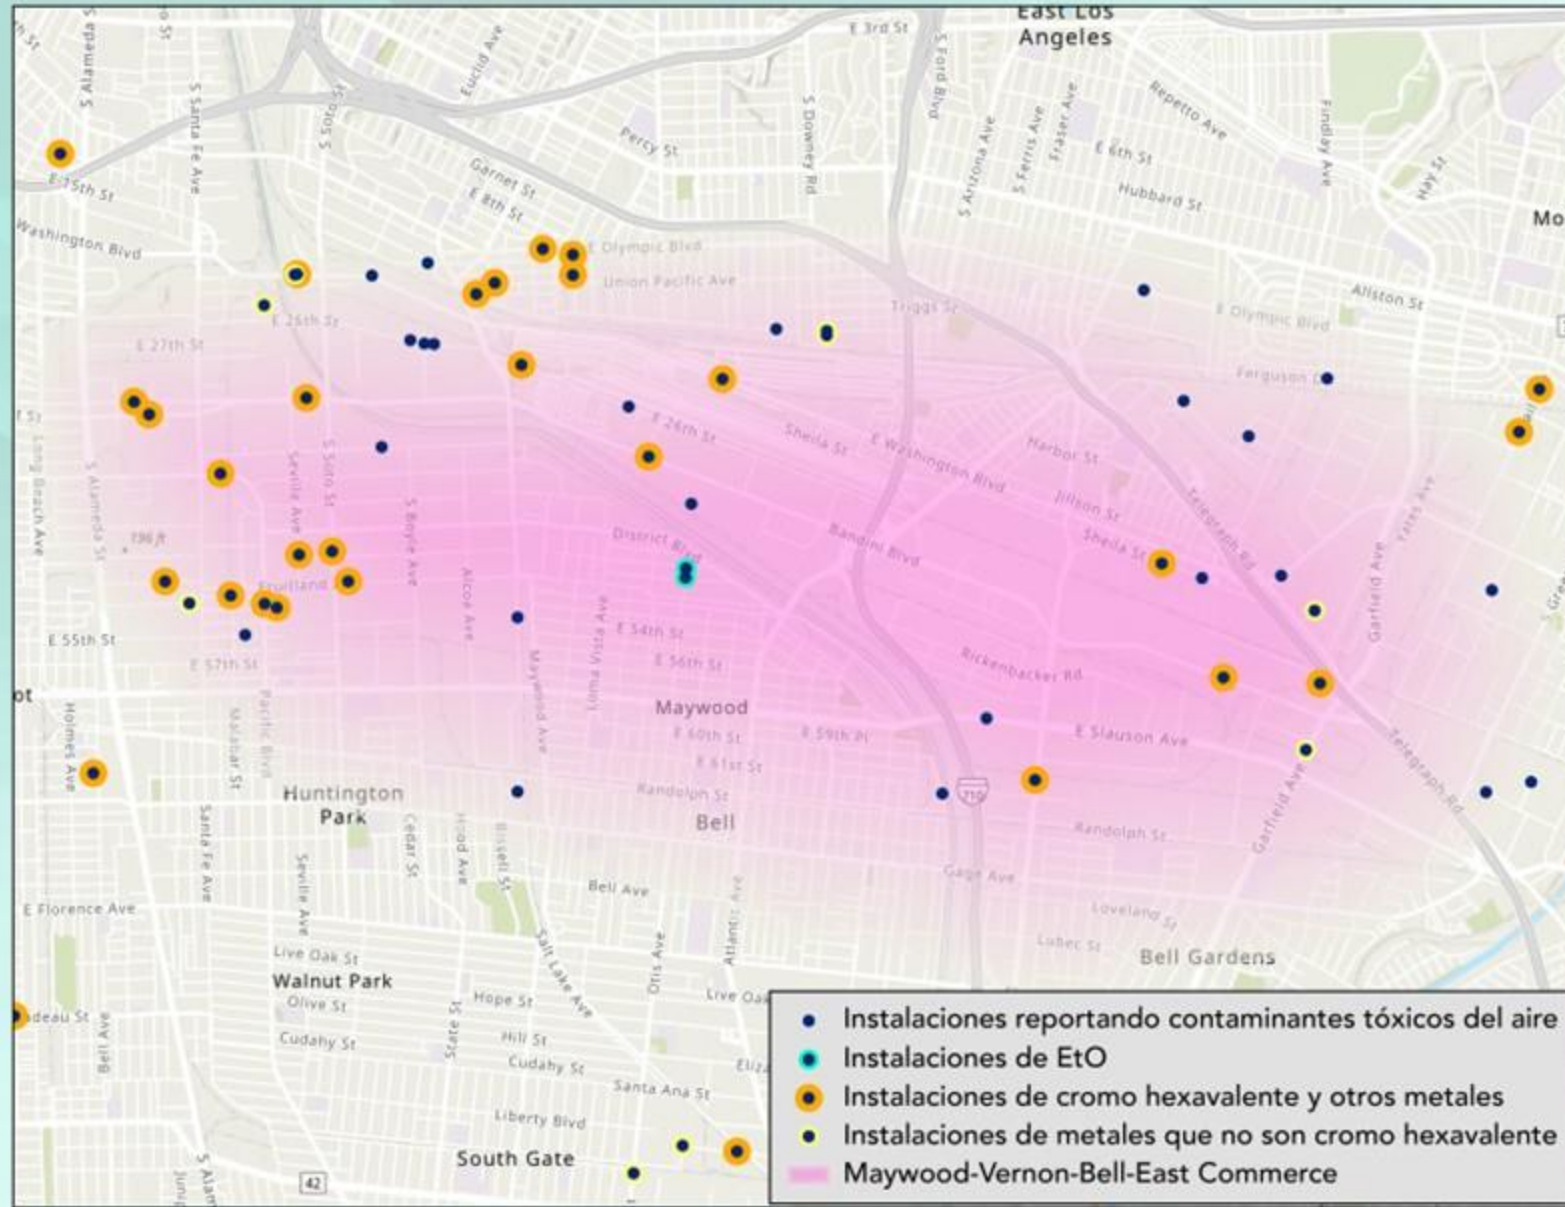 East Los
Angeles
E 3rd St
S Alameda S
S Santa Fe Ave
S Soto St
Euclid Ave
S Ford Blvd
S Downey Rd
Percy St
Repetto Ave
Findlay Ave
S Arizona Ave
S Ferris Ave
Fraser Ave
E 6th St
Hay St
Garnet St
E 8th St
Hubbard St
E 15th St
Mo
Washington Blvd
E Olympic Blvd
Union Pacific Ave
Triggs St
Allston St
E Olympic Blvd
E 26th St
E 27th St
Ferguson D
E 26th St
Sheila St
E Washington Blvd
Harbor St
Long Beach Ave
S Alameda St
Seville Ave
S Soto St
S Boyle Ave
Jillson St
Telegraph Rd
Yates Ave
196 ft
District Blvd
Bandini Blvd
Sheila St
Garfield Ave
Fruitland
Alcoa Ave
Loma Vista Ave
E 54th St
E 55th St
E 57th St
E 56th St
Maywood Ave
Rickenbacker Rd
ot
Holmes Ave
Malabar St
Pacific Blvd
Maywood
E 60th St
E 59th Pl
E Slauson Ave
E 61st St
Telegraph Rd
Huntington
Park
Randolph St
710
Garfield Ave
Bell
Randolph St
Santa Fe Ave
Seville Ave
Cedar St
Hood Ave
Bissell St
Gage Ave
Bell Ave
Atlantic Ave
Loveland St
E Florence Ave
Salt Lake Ave
Otis Ave
Lubec St
Live Oak St
Bell Gardens
Walnut Park
Olive St
State St
Hope St
Live Oak
deau St
Bell Ave
Cudahy St
Hill St
Cudahy St
Eliza
Santa Ana St
Liberty Blvd
South Gate
S Alam
42
Instalaciones reportando contaminantes tóxicos del aire
Instalaciones de EtO
Instalaciones de cromo hexavalente y otros metales
Instalaciones de metales que no son cromo hexavalente
Maywood-Vernon-Bell-East Commerce